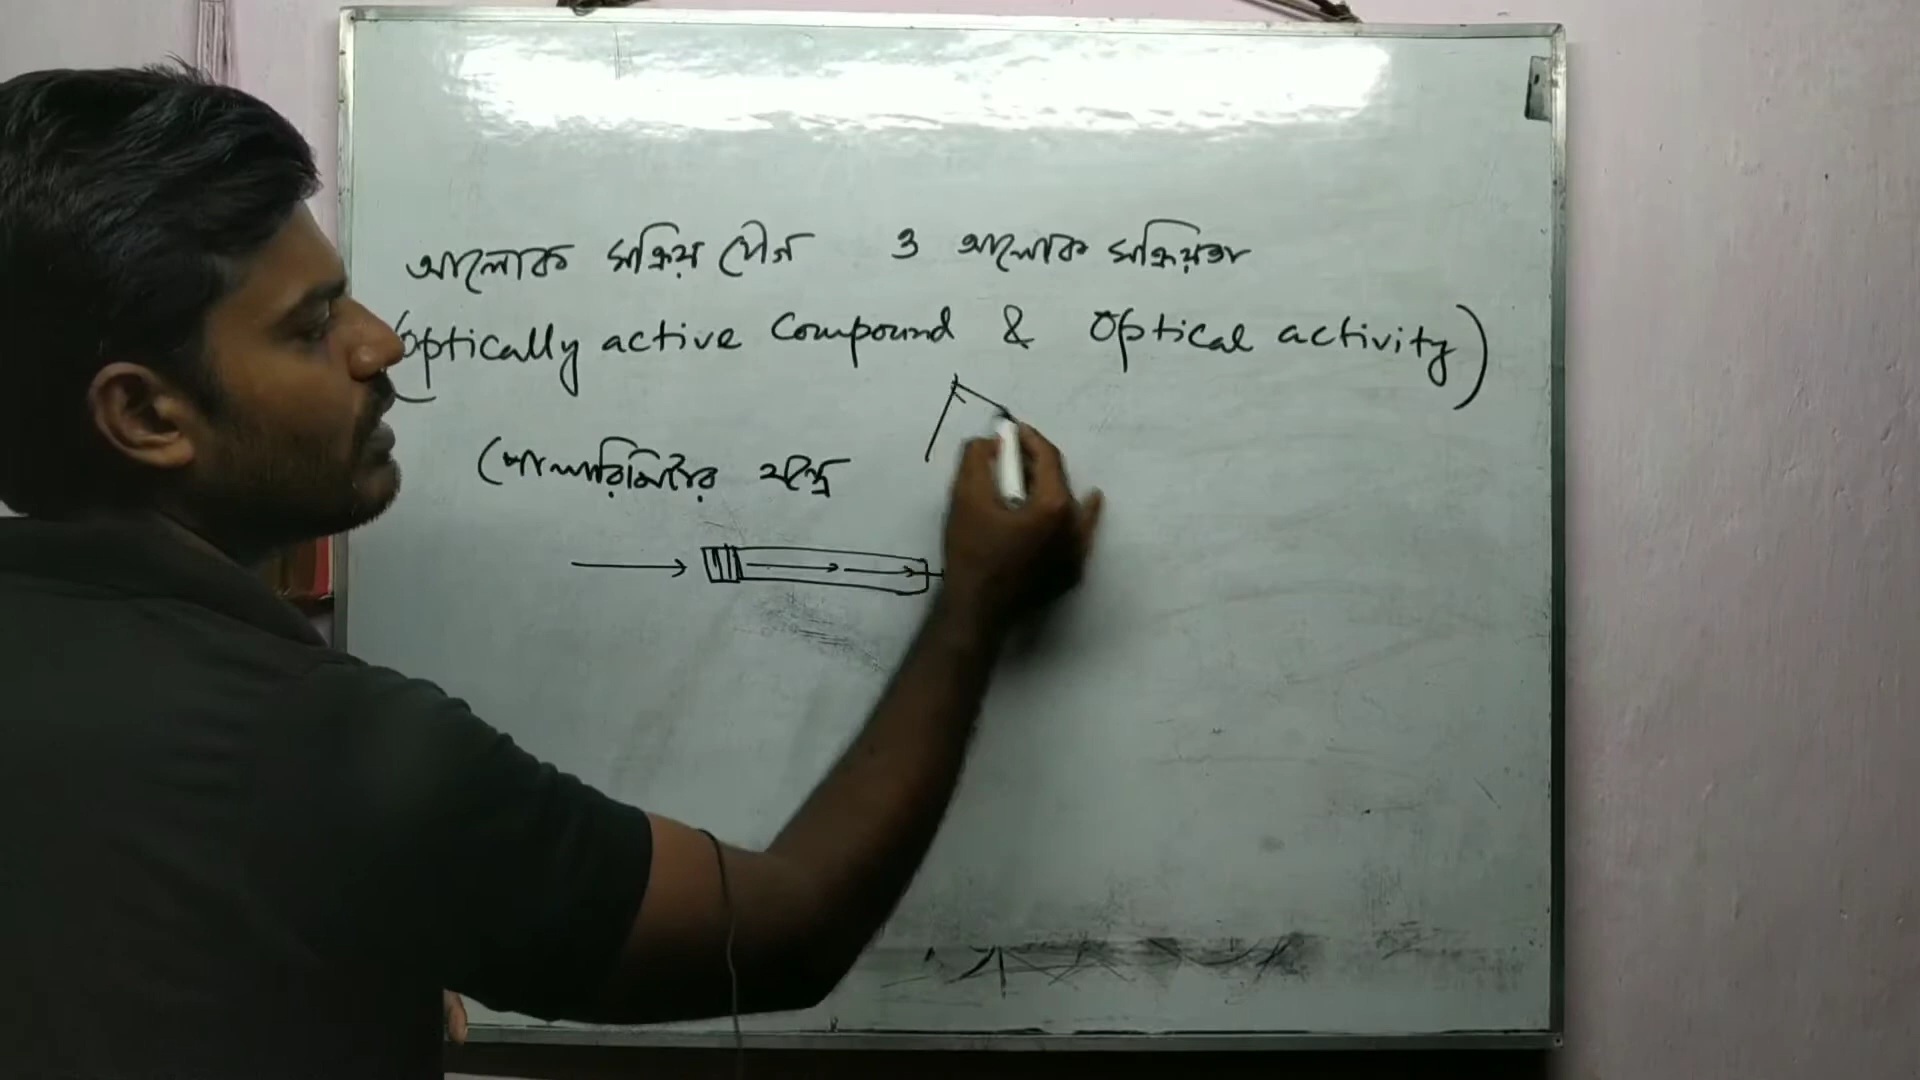 আলোক সক্রিয় যৌগ ও আলোক সক্রিয়তা
(optically active compound & optical activity)
(পোলারিমিটার যন্ত্র